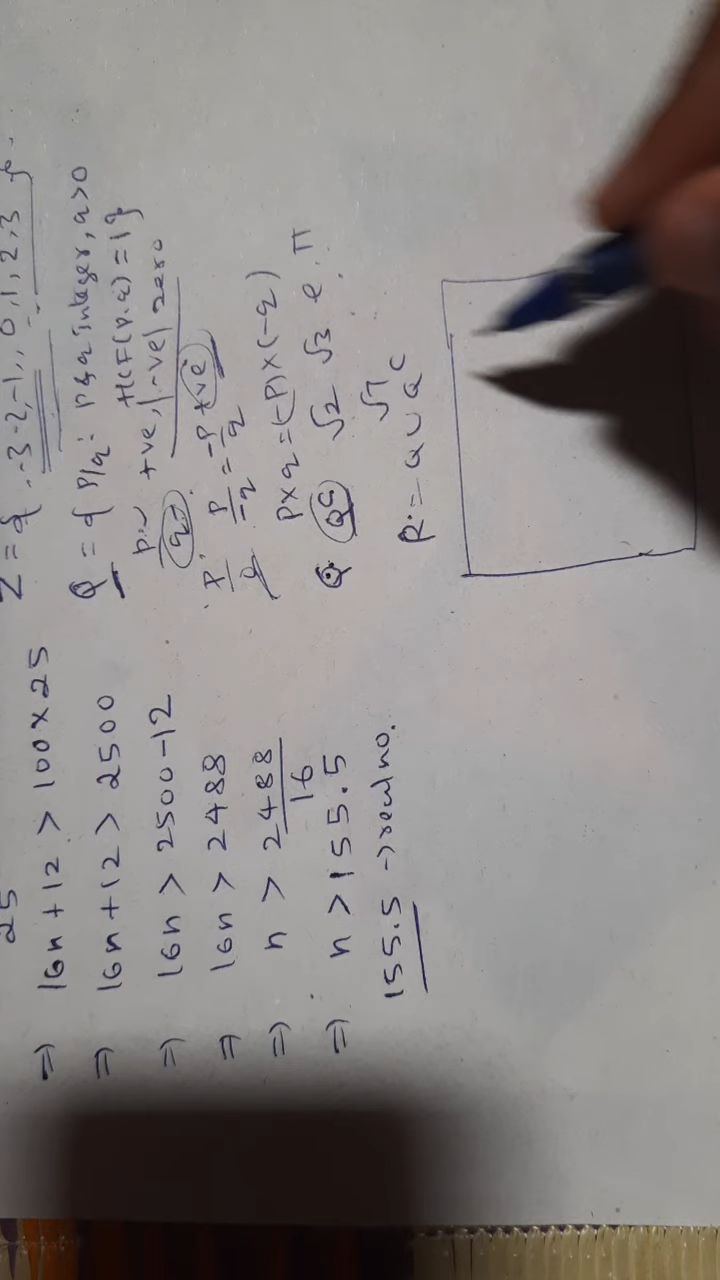 25
⇒ 16n + 12 > 100 × 25
⇒ 16n + 12 > 2500
⇒ 16n > 2500 - 12
⇒ 16n > 2488
⇒ n > 2488/16
⇒ n > 155.5
155.5 → real no.
Z = { .-3-2,-1,, 0, 1, 2, 3
Q = { P/q : P & q integer, q>0
HCF(P,q) = 1}
p: +ve, -ve, zero
P/q = P/-q = -P/q +ve
P × q = (-P) × (-q)
Q Q^c √2 √3 e, π
√7
R := Q ∪ Q^c